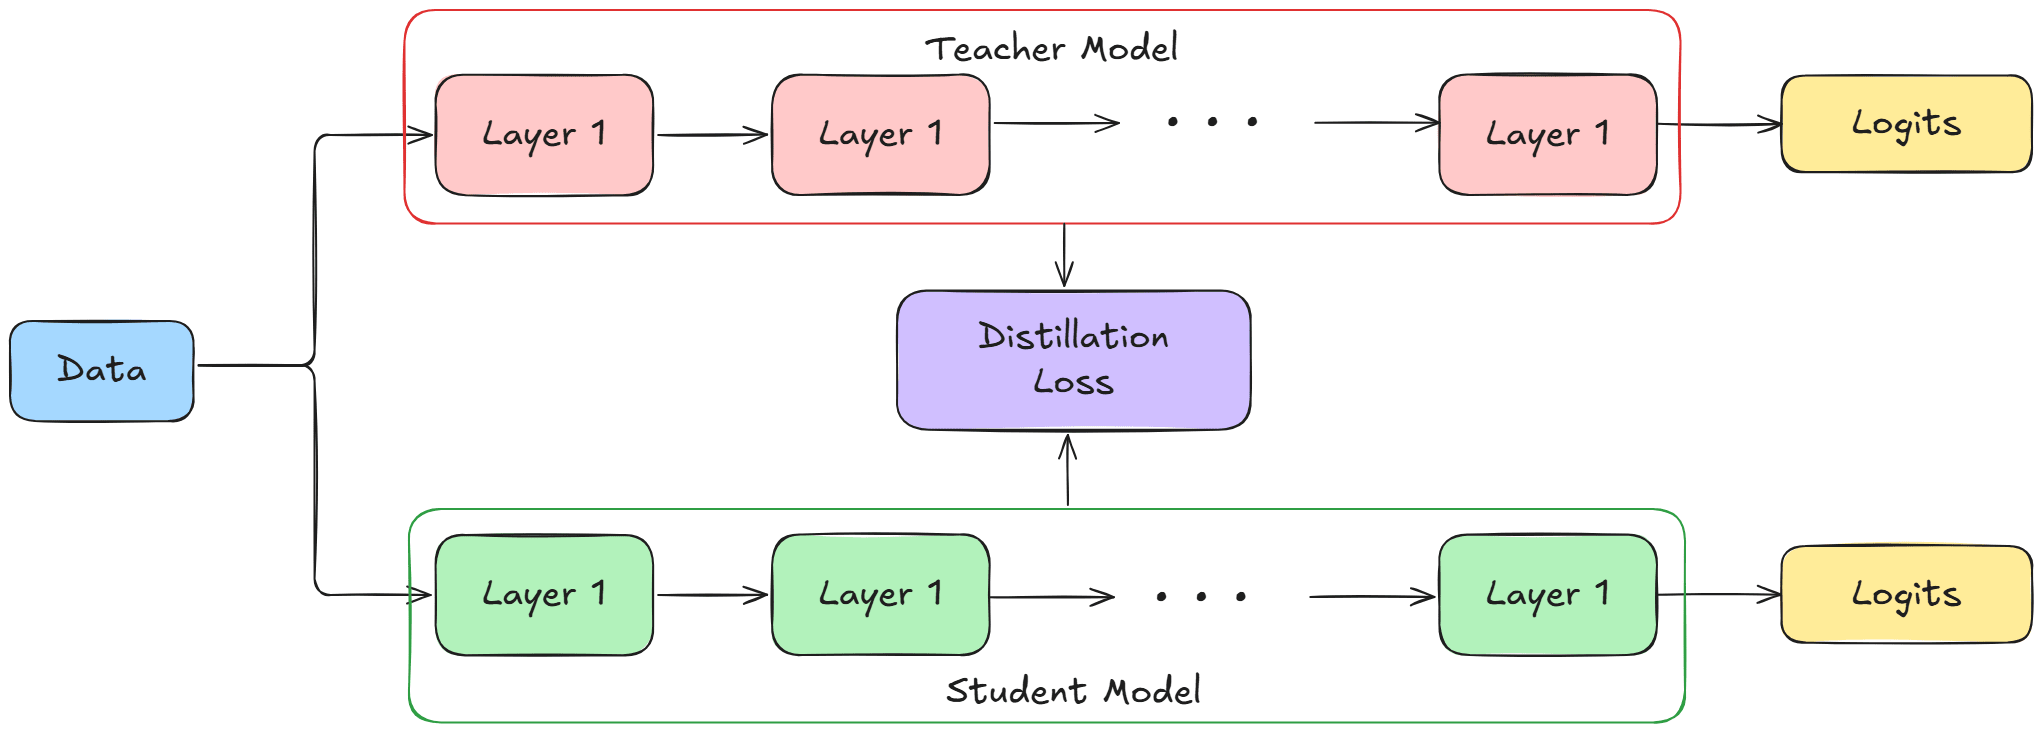 Teacher Model
Layer 1
Layer 1
Layer 1
Logits
Data
Distillation
Loss
Layer 1
Layer 1
Layer 1
Logits
Student Model